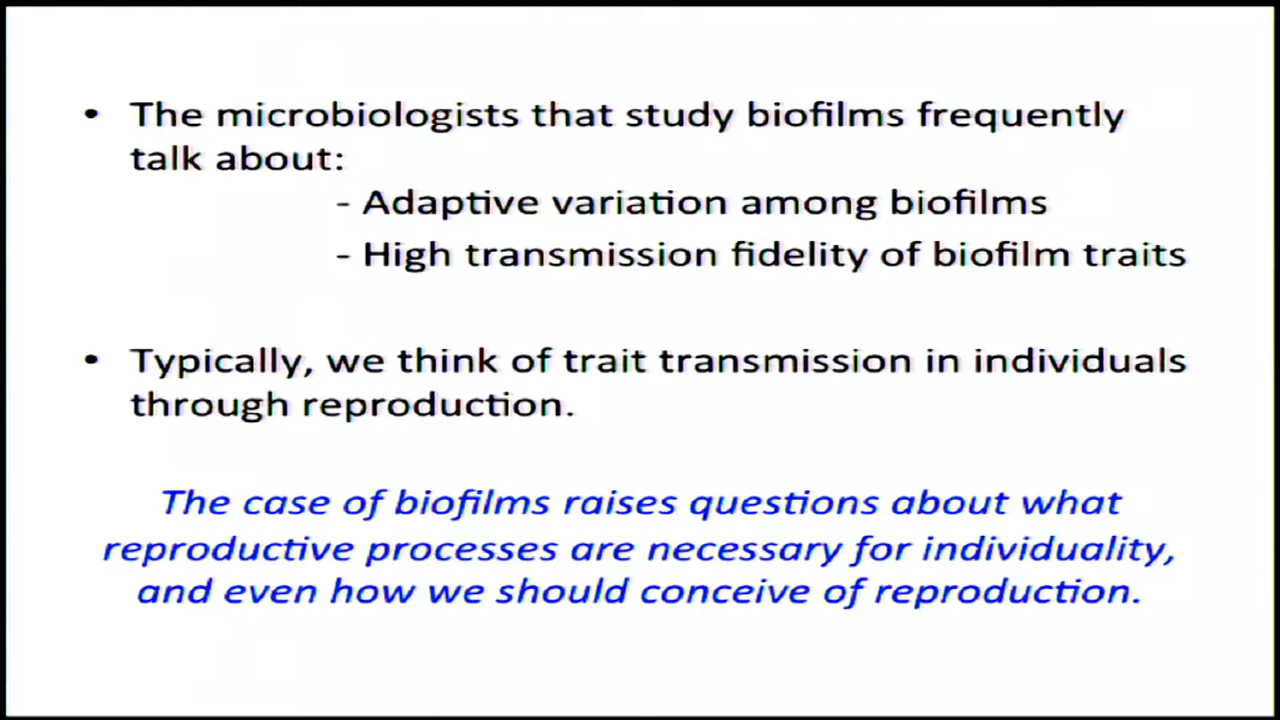 • The microbiologists that study biofilms frequently
talk about:
- Adaptive variation among biofilms
- High transmission fidelity of biofilm traits
• Typically, we think of trait transmission in individuals
through reproduction.
The case of biofilms raises questions about what
reproductive processes are necessary for individuality,
and even how we should conceive of reproduction.